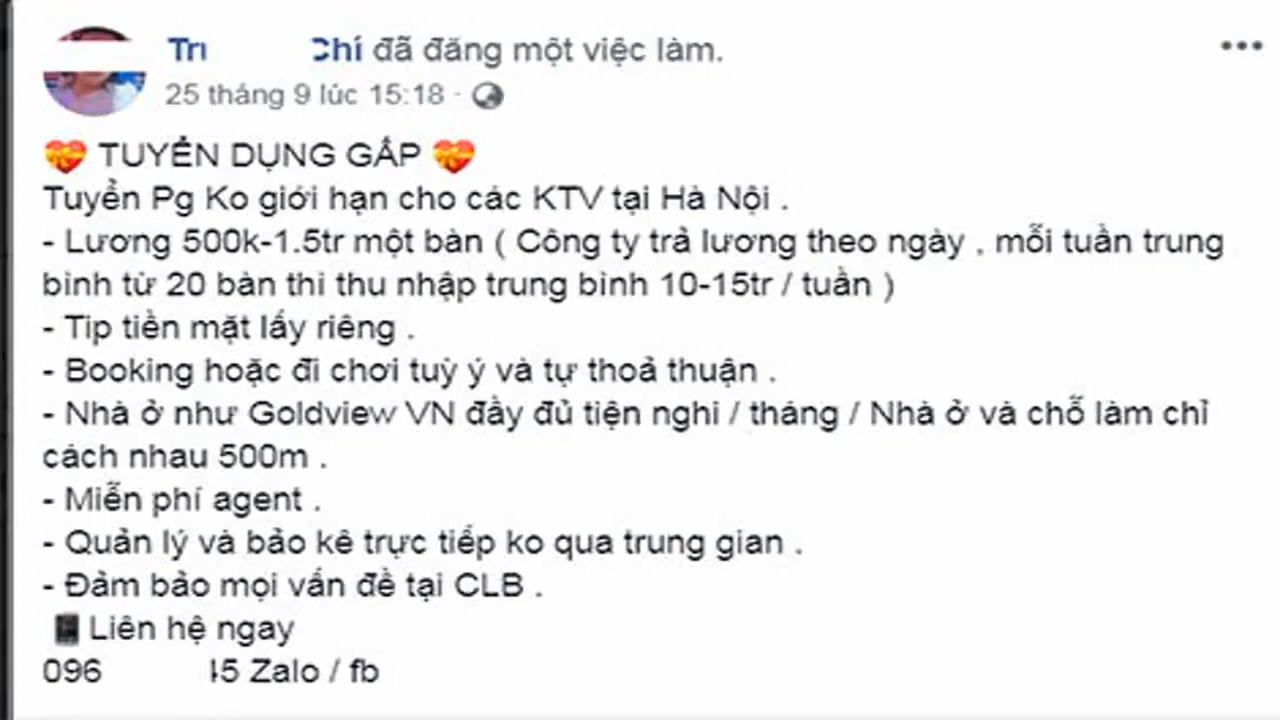 Tr Chí đã đăng một việc làm.
25 tháng 9 lúc 15:18 ·
💝 TUYỂN DỤNG GẤP 💝
Tuyển Pg Ko giới hạn cho các KTV tại Hà Nội .
- Lương 500k-1.5tr một bàn ( Công ty trả lương theo ngày , mỗi tuần trung
bình từ 20 bàn thì thu nhập trung bình 10-15tr / tuần )
- Tip tiền mặt lấy riêng .
- Booking hoặc đi chơi tuỳ ý và tự thoả thuận .
- Nhà ở như Goldview VN đầy đủ tiện nghi / tháng / Nhà ở và chỗ làm chỉ
cách nhau 500m .
- Miễn phí agent .
- Quản lý và bảo kê trực tiếp ko qua trung gian .
- Đảm bảo mọi vấn đề tại CLB .
📱Liên hệ ngay
096 45 Zalo / fb